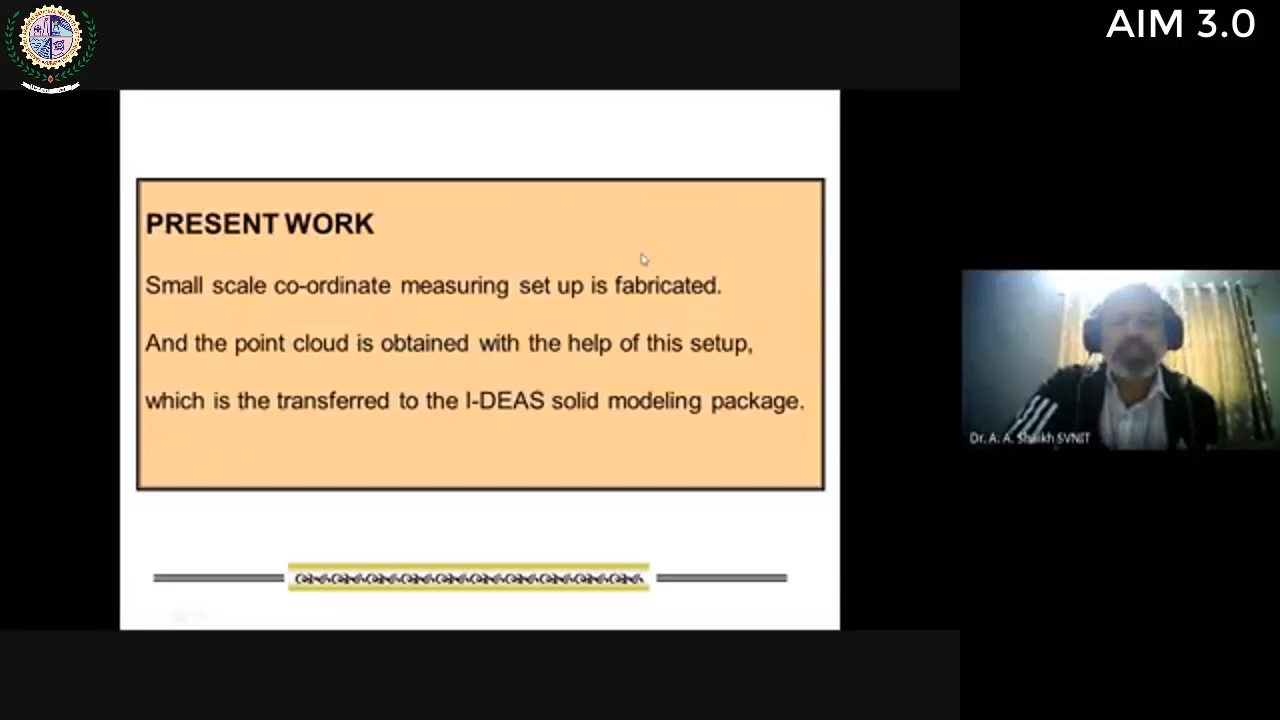 AIM 3.0
PRESENT WORK
Small scale co-ordinate measuring set up is fabricated.
And the point cloud is obtained with the help of this setup,
which is the transferred to the I-DEAS solid modeling package.
Dr. A. A. Shaikh SVNIT